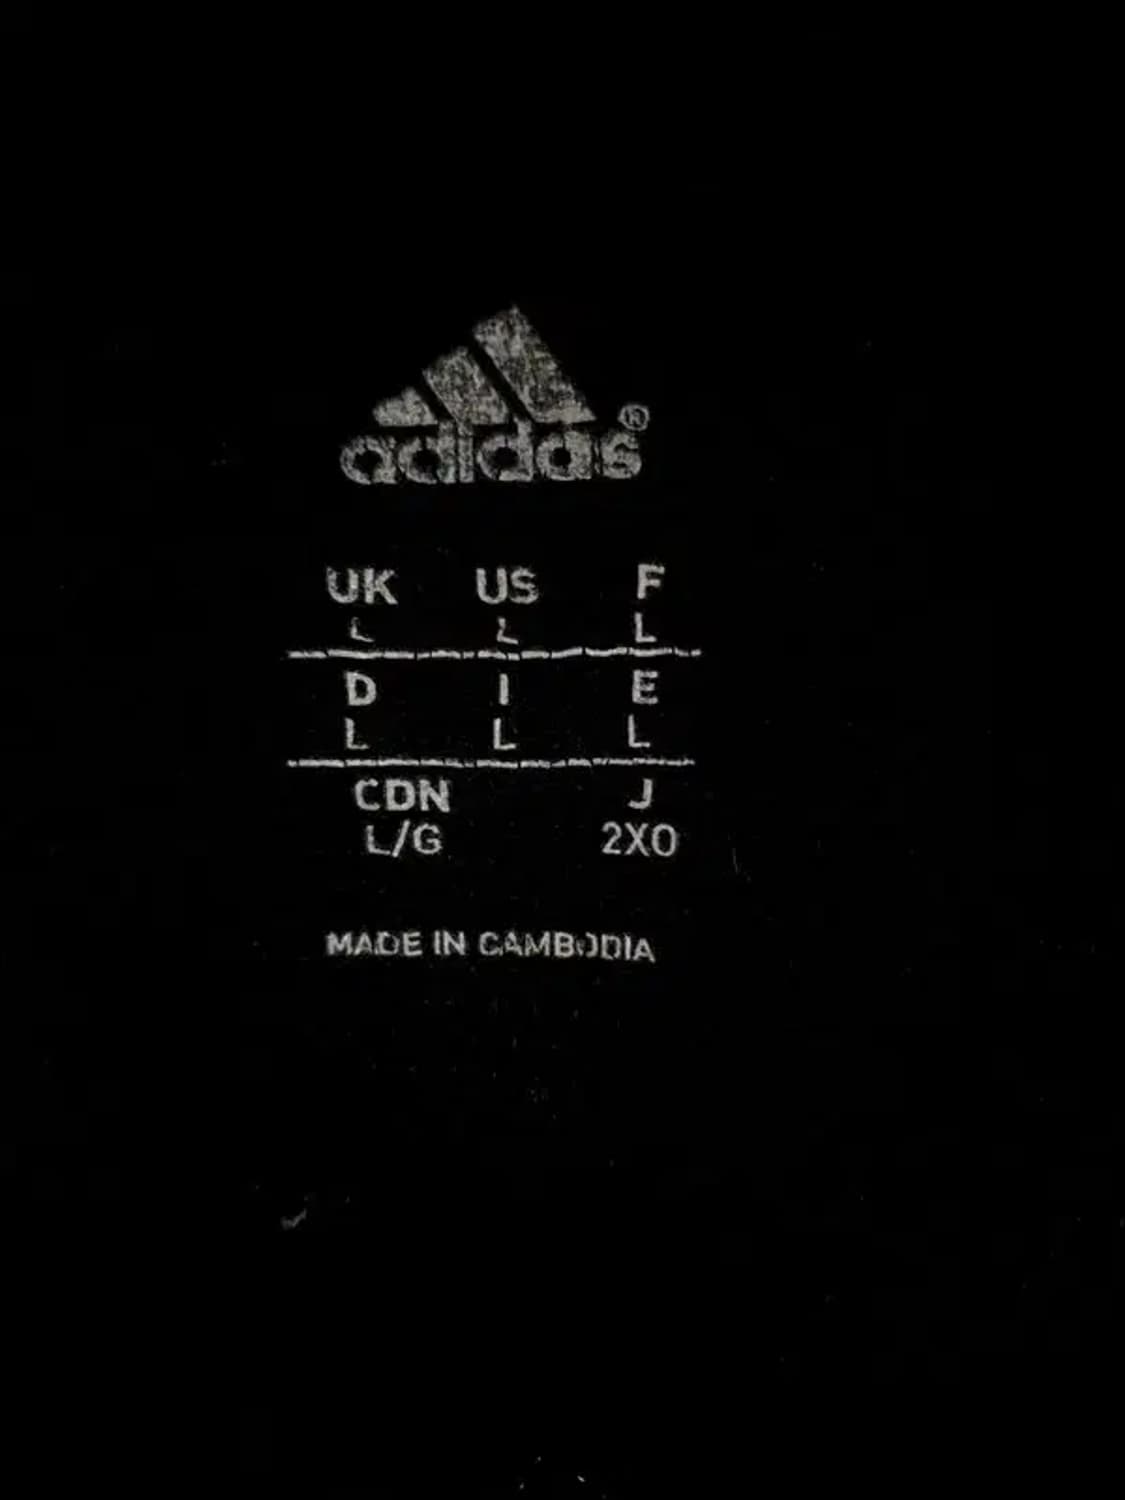 adidas®
UK US F
L L L
D I E
L L L
CDN J
L/G 2XO
MADE IN CAMBODIA